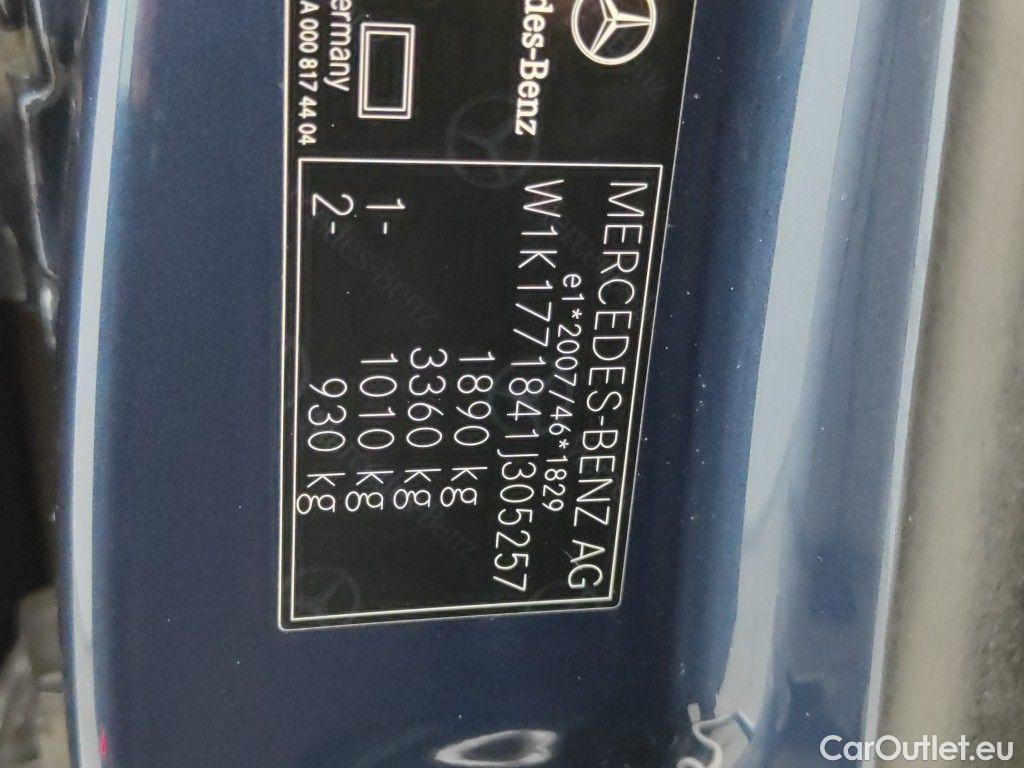 des-Benz
ermany
A 000 817 44 04
MERCEDES-BENZ AG
e1*2007/46*1829
W1K1771841J305257
1890 kg
3360 kg
1- 1010 kg
2- 930 kg
CarOutlet.eu